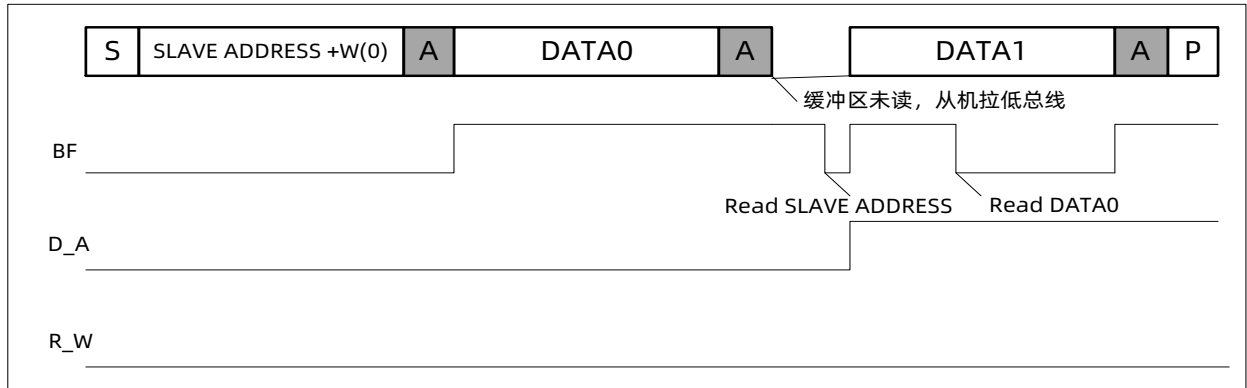 S SLAVE ADDRESS +W(0) A DATA0 A DATA1 A P
缓冲区未读，从机拉低总线
BF
Read SLAVE ADDRESS Read DATA0
D_A
R_W